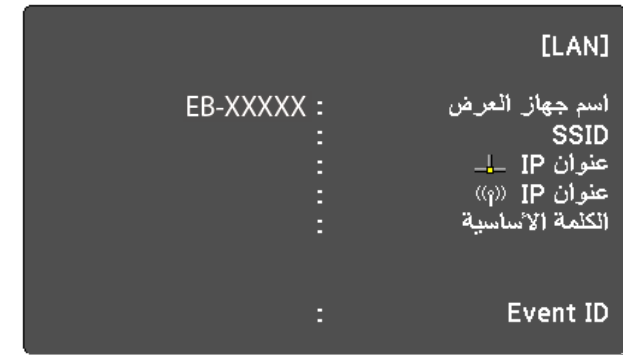 [LAN]
اسم جهاز العرض : EB-XXXXX
SSID :
عنوان IP :
عنوان IP :
الكلمة الأساسية :
Event ID :